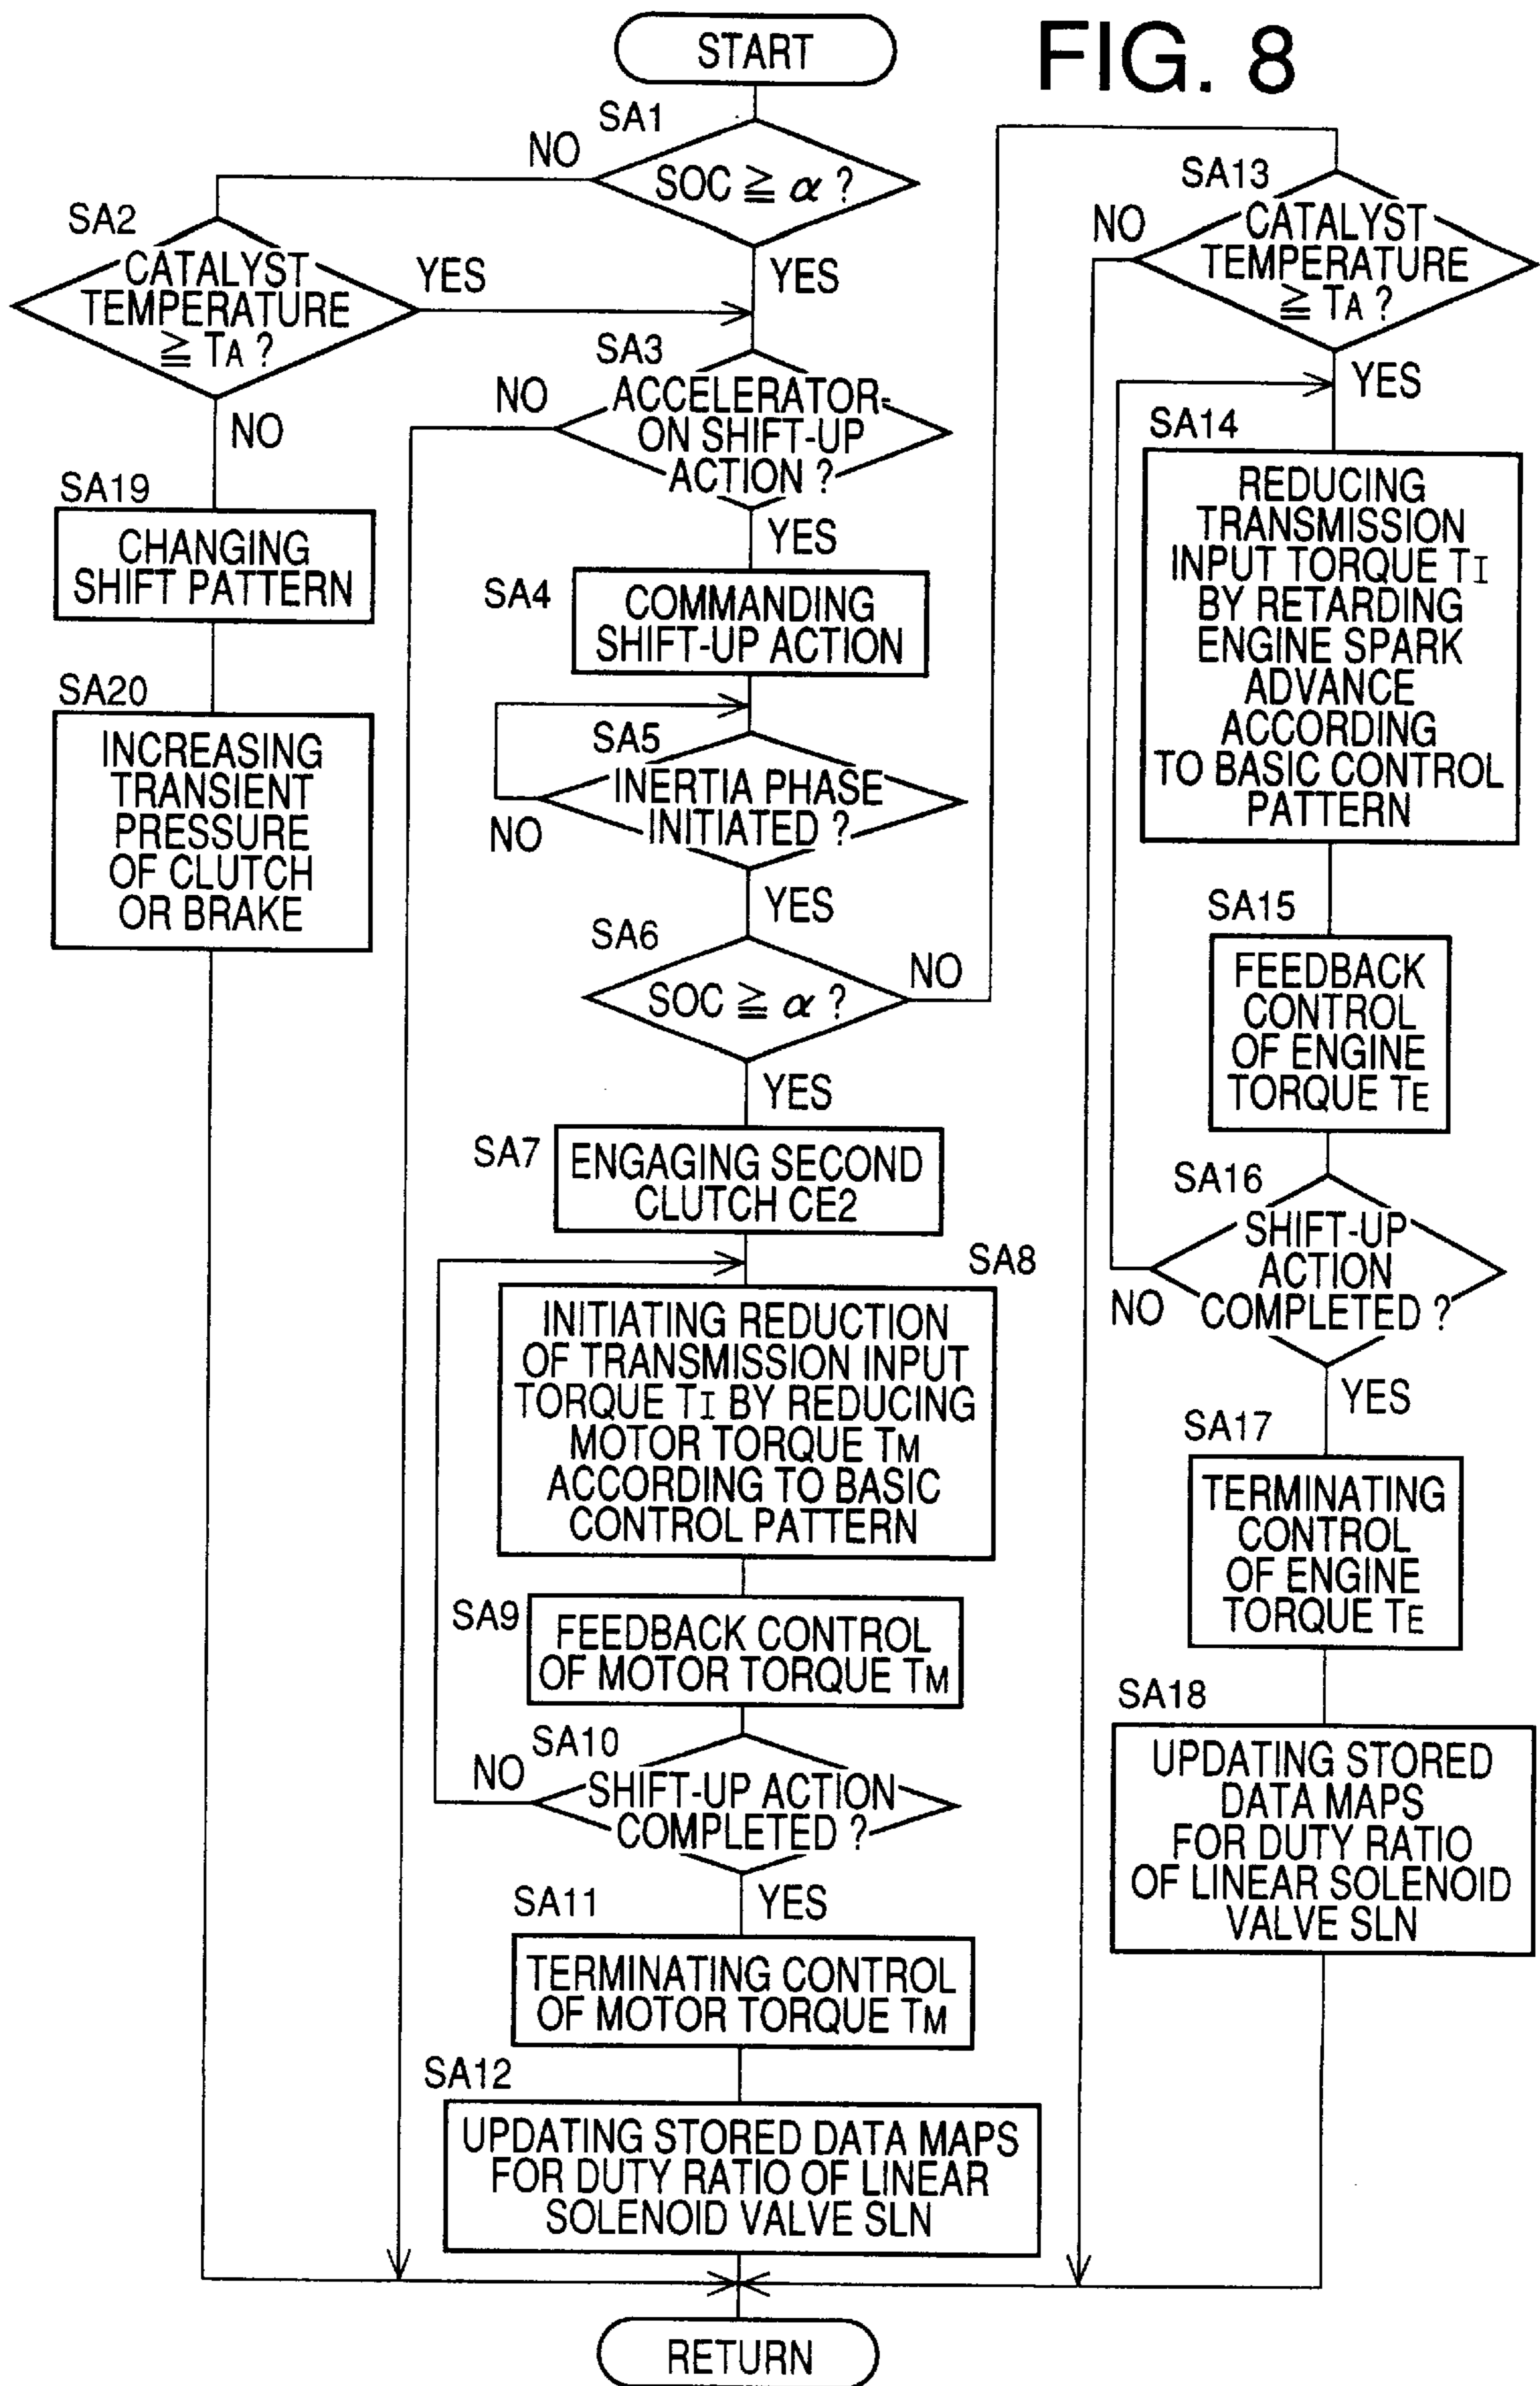 FIG. 8
START
SA1
SOC ≧ α ?
NO
YES
SA2
CATALYST
TEMPERATURE
≧ TA ?
YES
NO
SA19
CHANGING
SHIFT PATTERN
SA20
INCREASING
TRANSIENT
PRESSURE
OF CLUTCH
OR BRAKE
SA3
ACCELERATOR-
ON SHIFT-UP
ACTION ?
NO
YES
SA4
COMMANDING
SHIFT-UP ACTION
SA5
INERTIA PHASE
INITIATED ?
NO
YES
SA6
SOC ≧ α ?
NO
YES
SA7
ENGAGING SECOND
CLUTCH CE2
SA8
INITIATING REDUCTION
OF TRANSMISSION INPUT
TORQUE TI BY REDUCING
MOTOR TORQUE TM
ACCORDING TO BASIC
CONTROL PATTERN
SA9
FEEDBACK CONTROL
OF MOTOR TORQUE TM
SA10
SHIFT-UP ACTION
COMPLETED ?
NO
YES
SA11
TERMINATING CONTROL
OF MOTOR TORQUE TM
SA12
UPDATING STORED DATA MAPS
FOR DUTY RATIO OF LINEAR
SOLENOID VALVE SLN
SA13
CATALYST
TEMPERATURE
≧ TA ?
NO
YES
SA14
REDUCING
TRANSMISSION
INPUT TORQUE TI
BY RETARDING
ENGINE SPARK
ADVANCE
ACCORDING
TO BASIC CONTROL
PATTERN
SA15
FEEDBACK
CONTROL
OF ENGINE
TORQUE TE
SA16
SHIFT-UP
ACTION
COMPLETED ?
NO
YES
SA17
TERMINATING
CONTROL
OF ENGINE
TORQUE TE
SA18
UPDATING STORED
DATA MAPS
FOR DUTY RATIO
OF LINEAR SOLENOID
VALVE SLN
RETURN